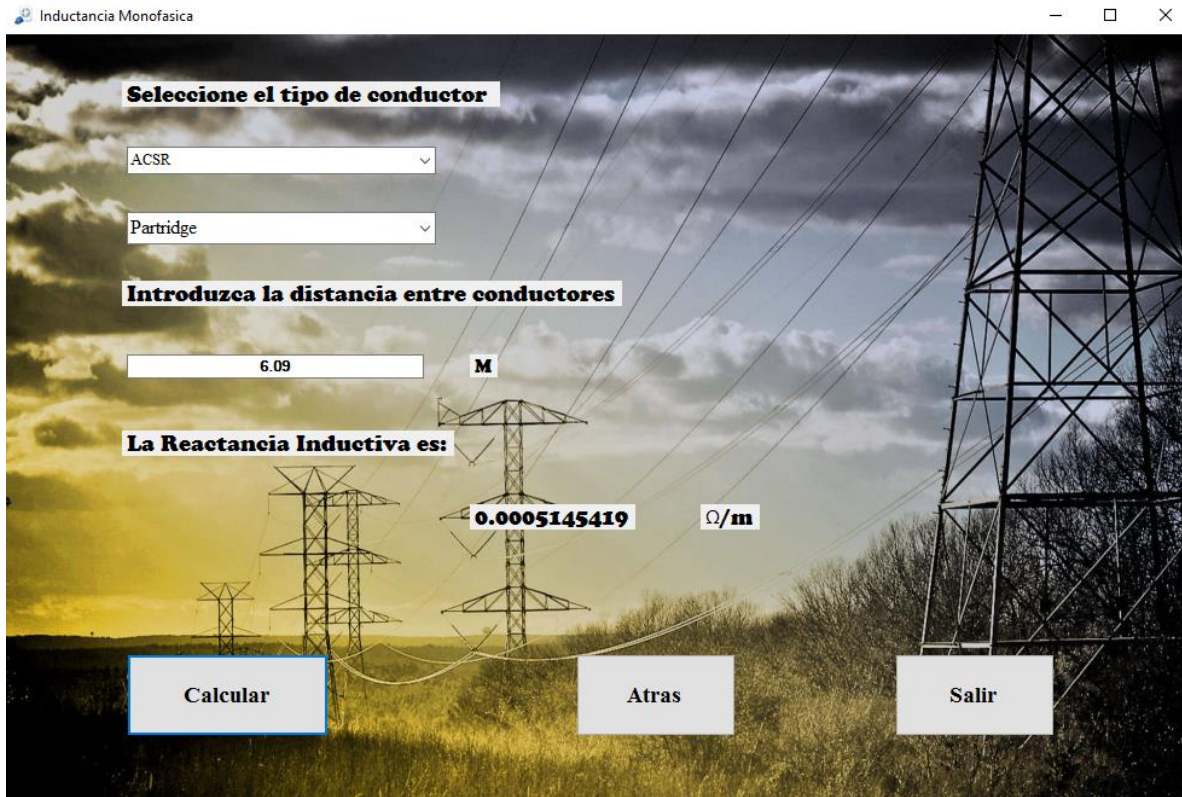 Inductancia Monofasica
Seleccione el tipo de conductor
ACSR
Partridge
Introduzca la distancia entre conductores
6.09 M
La Reactancia Inductiva es:
0.0005145419 Ω/m
Calcular Atras Salir